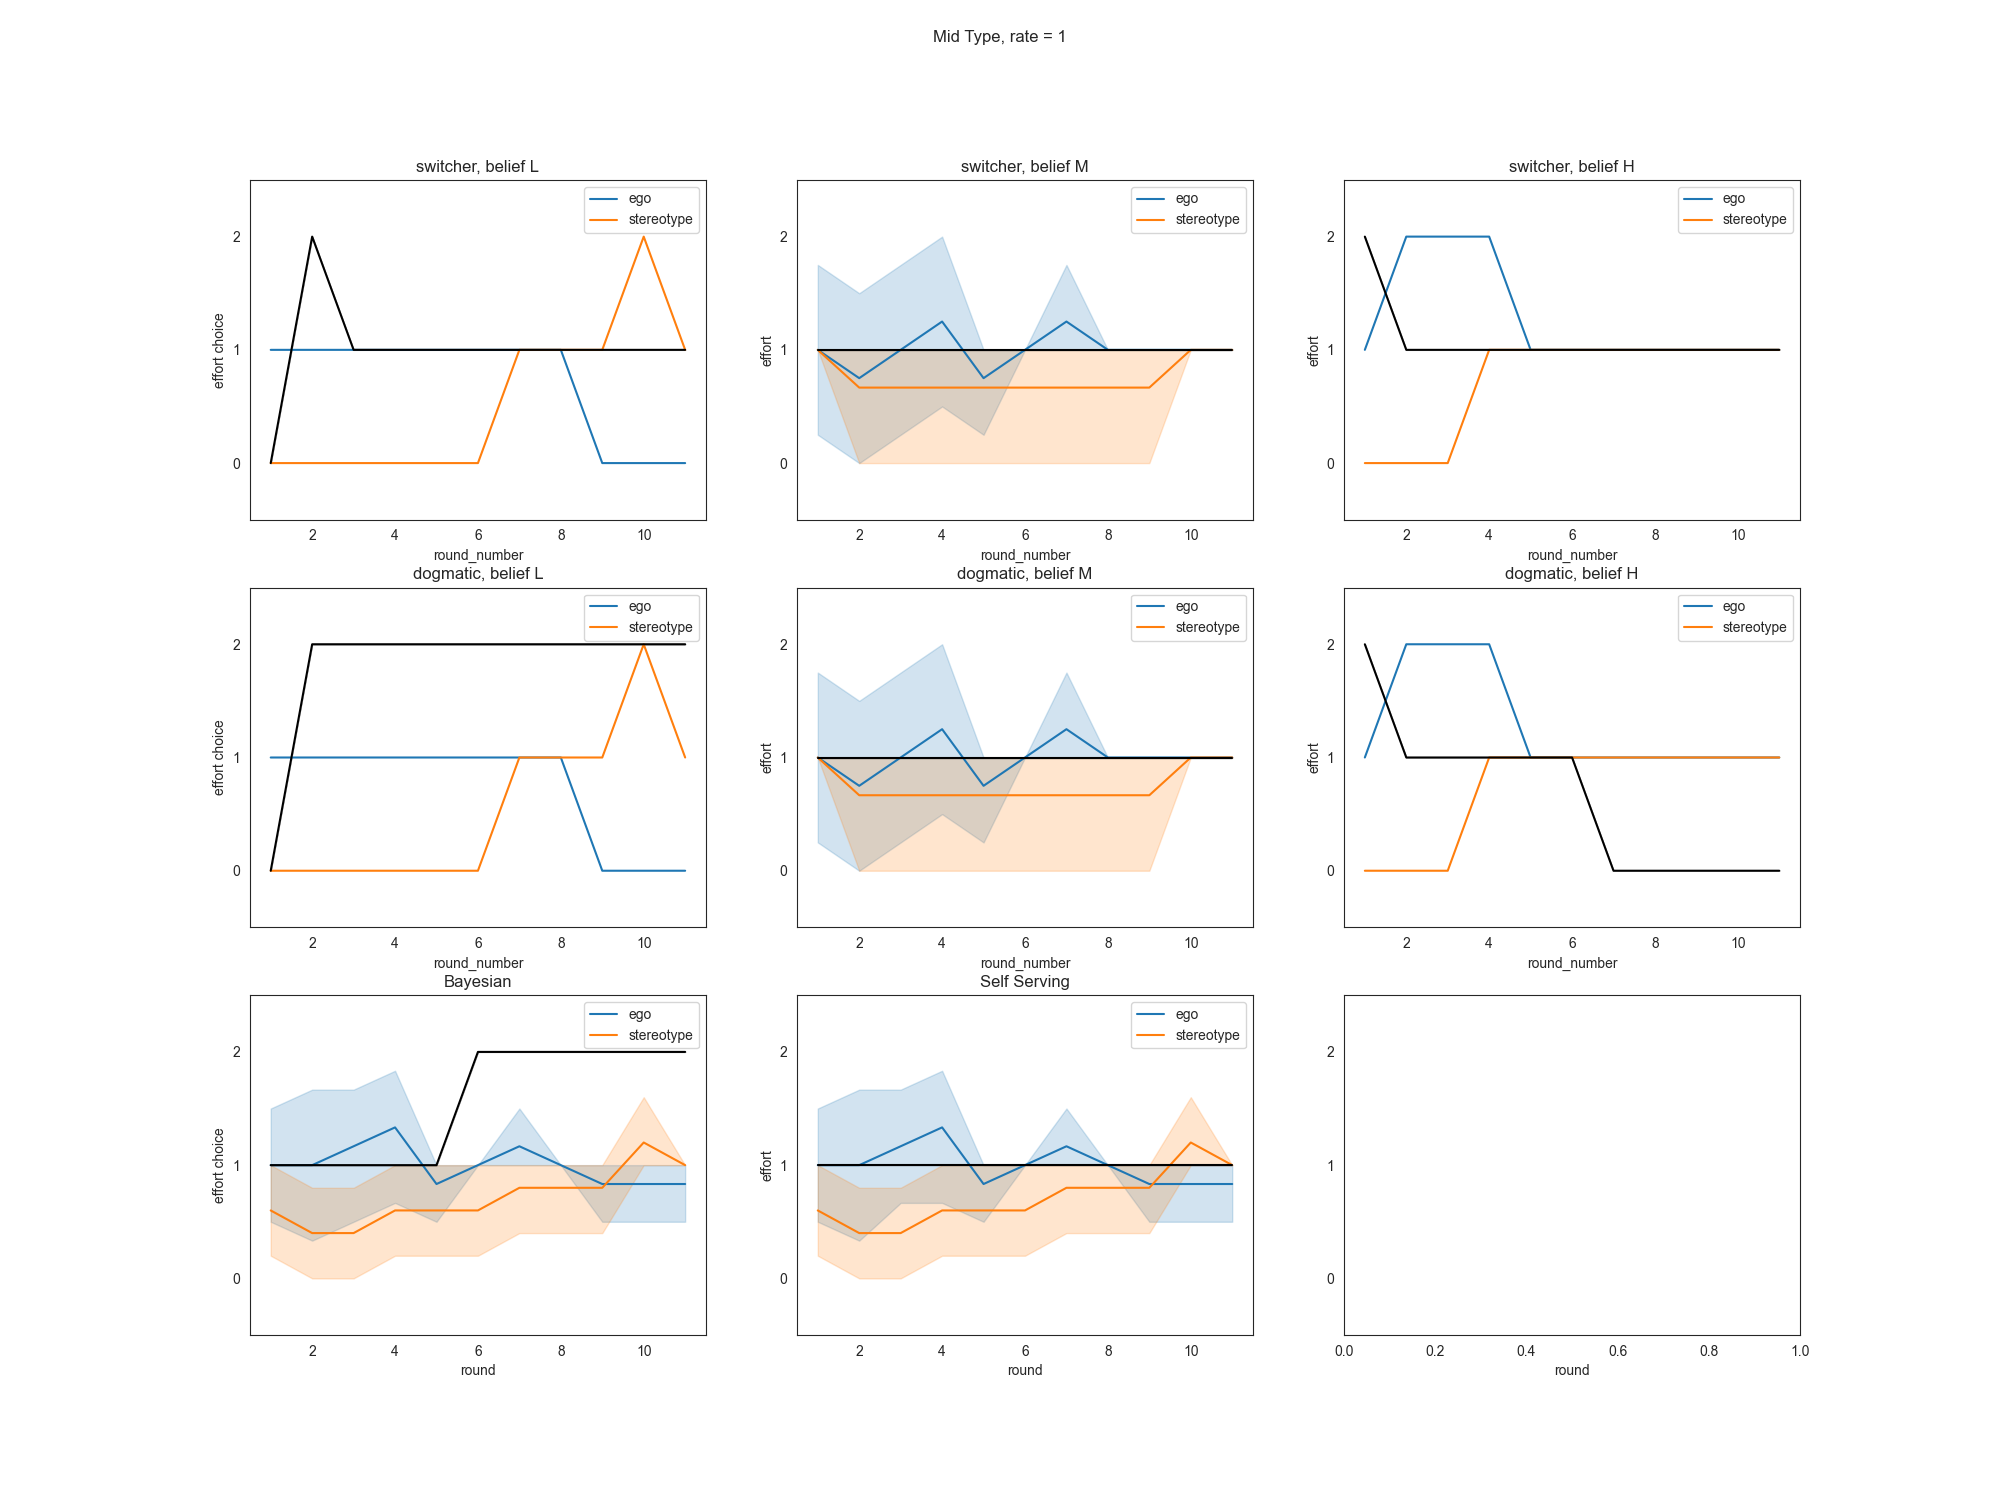 Mid Type, rate = 1
switcher, belief L
ego
stereotype
2
1
0
effort choice
2 4 6 8 10
round_number
switcher, belief M
ego
stereotype
2
1
0
effort
2 4 6 8 10
round_number
switcher, belief H
ego
stereotype
2
1
0
effort
2 4 6 8 10
round_number
dogmatic, belief L
ego
stereotype
2
1
0
effort choice
2 4 6 8 10
round_number
dogmatic, belief M
ego
stereotype
2
1
0
effort
2 4 6 8 10
round_number
dogmatic, belief H
ego
stereotype
2
1
0
effort
2 4 6 8 10
round_number
Bayesian
ego
stereotype
2
1
0
effort choice
2 4 6 8 10
round
Self Serving
ego
stereotype
2
1
0
effort
2 4 6 8 10
round
2
1
0
0.0 0.2 0.4 0.6 0.8 1.0
round